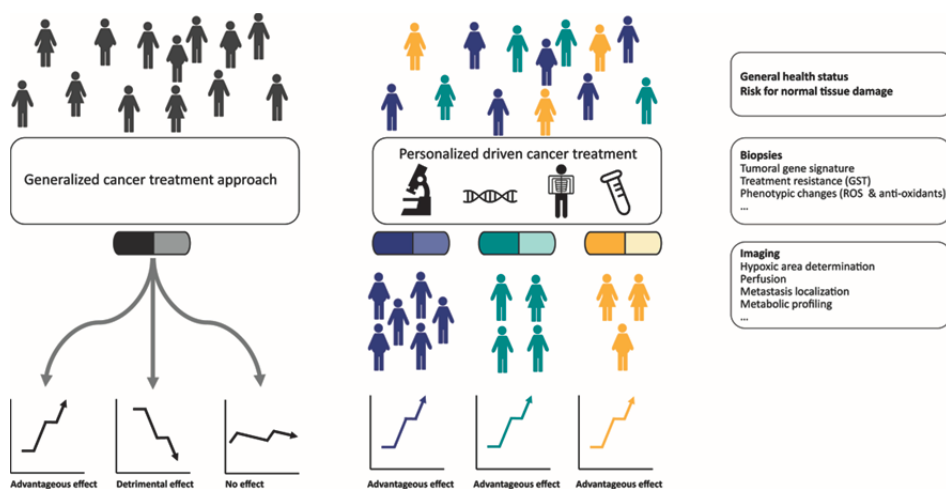 Generalized cancer treatment approach
Advantageous effect
Detrimental effect
No effect
Personalized driven cancer treatment
Advantageous effect
Advantageous effect
Advantageous effect
General health status
Risk for normal tissue damage
Biopsies
Tumoral gene signature
Treatment resistance (GST)
Phenotypic changes (ROS & anti-oxidants)
...
Imaging
Hypoxic area determination
Perfusion
Metastasis localization
Metabolic profiling
...